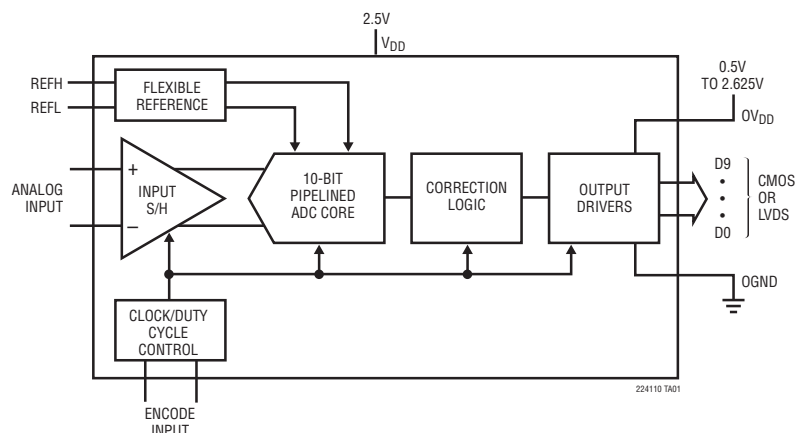 2.5V
VDD
0.5V
TO 2.625V
OVDD
REFH
REFL
FLEXIBLE
REFERENCE
ANALOG
INPUT
+
INPUT
S/H
–
10-BIT
PIPELINED
ADC CORE
CORRECTION
LOGIC
OUTPUT
DRIVERS
D9
•
•
•
D0
CMOS
OR
LVDS
OGND
CLOCK/DUTY
CYCLE
CONTROL
ENCODE
INPUT
224110 TA01